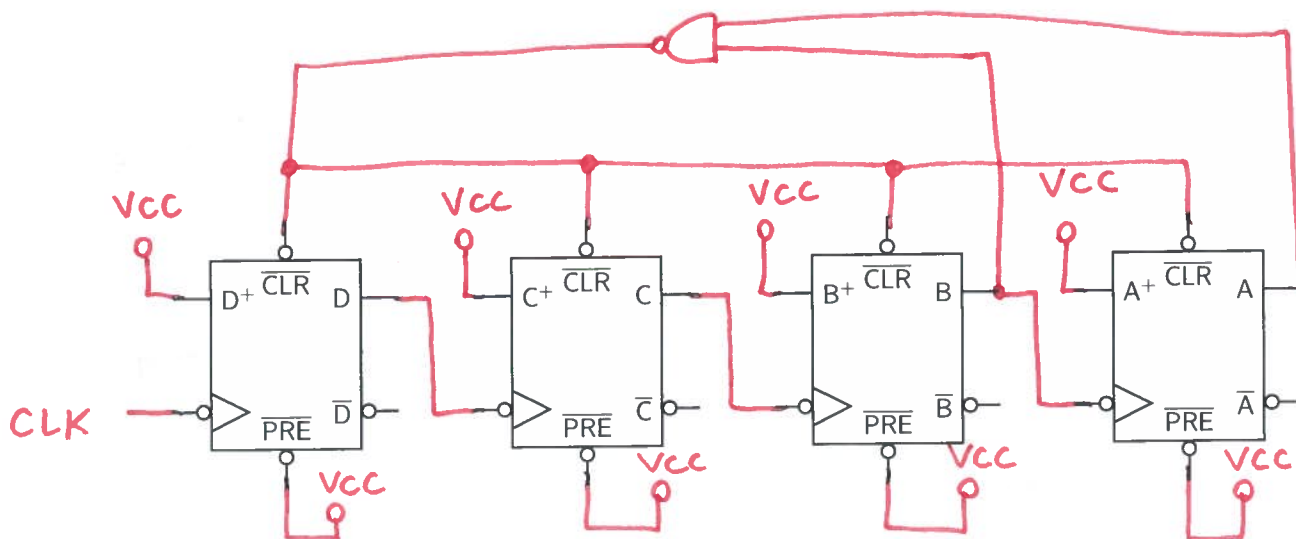 VCC VCC VCC VCC
D+ CLR D C+ CLR C B+ CLR B A+ CLR A
CLK PRE D̅ PRE C̅ PRE B̅ PRE A̅
VCC VCC VCC VCC